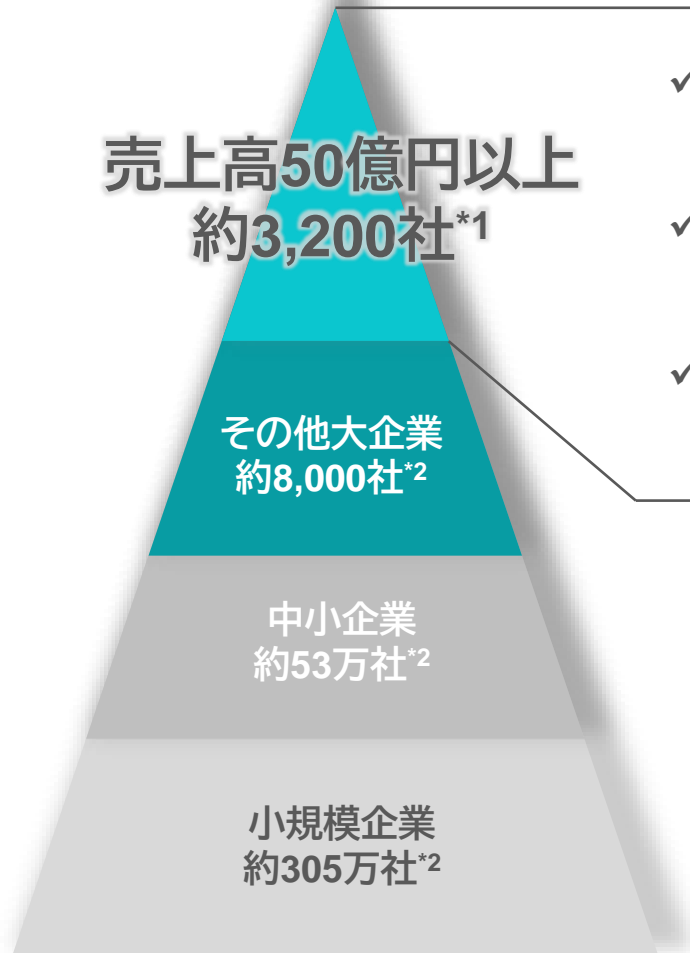 売上高50億円以上
約3,200社*1
その他大企業
約8,000社*2
中小企業
約53万社*2
小規模企業
約305万社*2